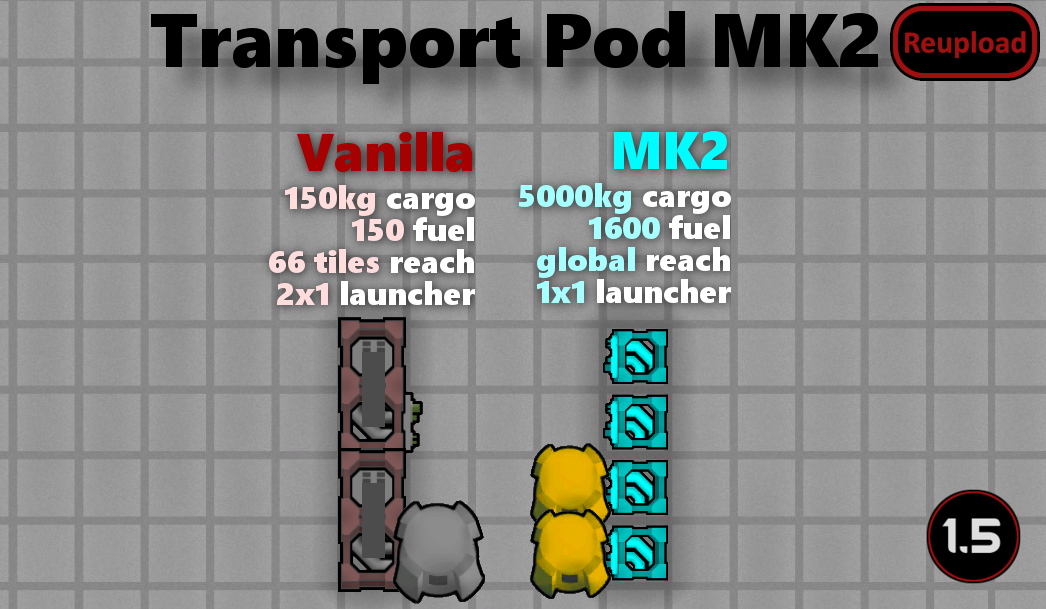 Transport Pod MK2
Reupload
Vanilla
150kg cargo
150 fuel
66 tiles reach
2x1 launcher
MK2
5000kg cargo
1600 fuel
global reach
1x1 launcher
1.5